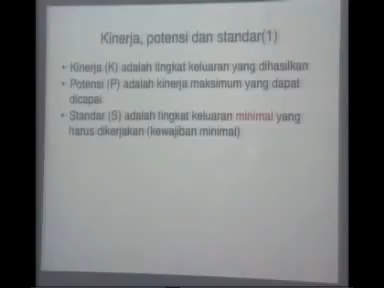 Kinerja, potensi dan standar(1)
• Kinerja (K) adalah tingkat keluaran yang dihasilkan
• Potensi (P) adalah kinerja maksimum yang dapat
dicapai
• Standar (S) adalah tingkat keluaran minimal yang
harus dikerjakan (kewajiban minimal)